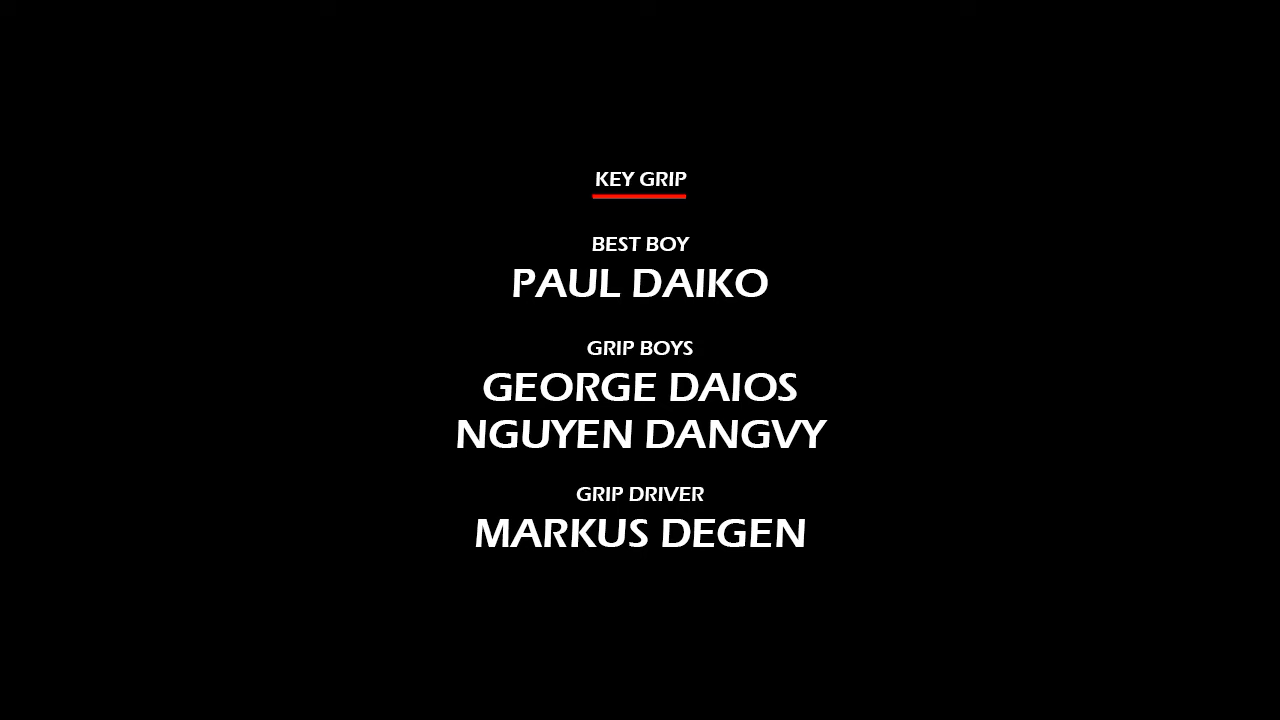 KEY GRIP
BEST BOY
PAUL DAIKO
GRIP BOYS
GEORGE DAIOS
NGUYEN DANGVY
GRIP DRIVER
MARKUS DEGEN